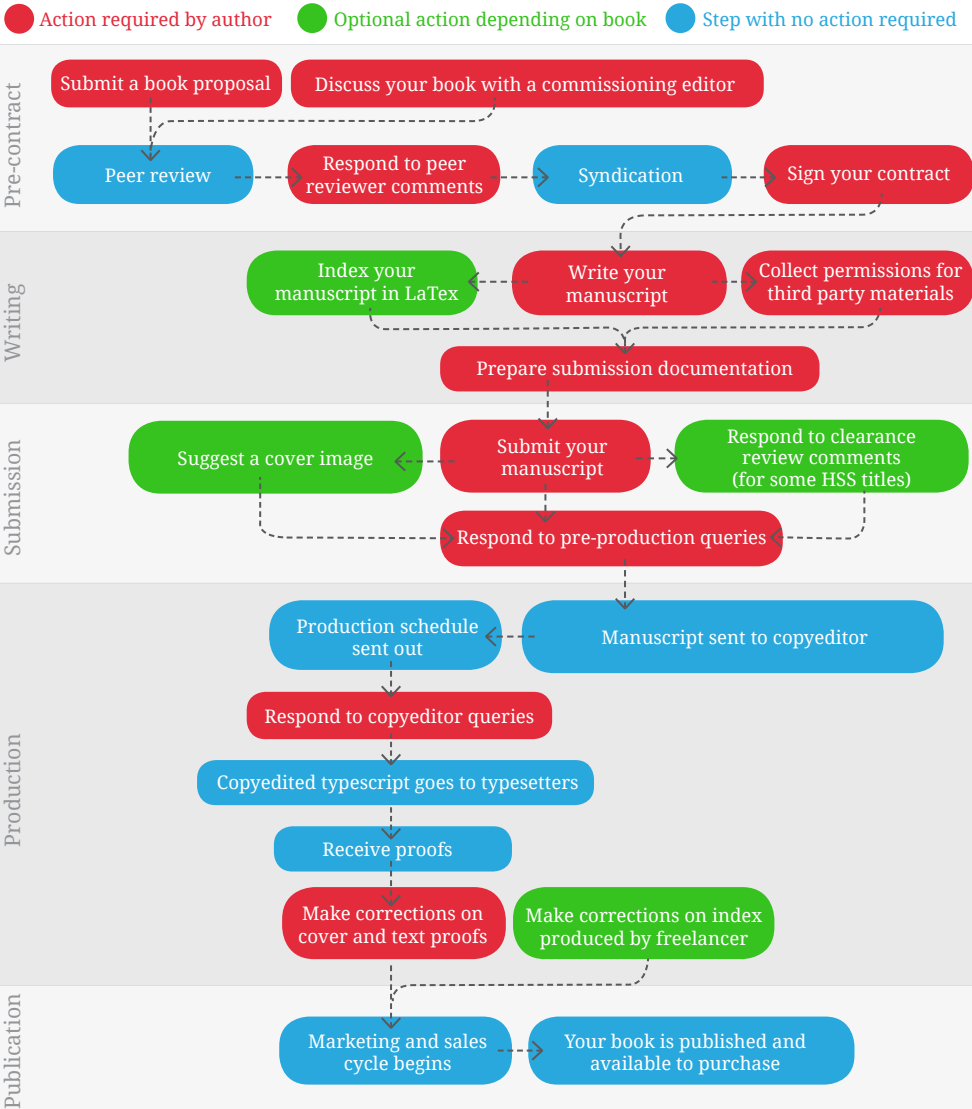 Action required by author
Optional action depending on book
Step with no action required
Pre-contract
Submit a book proposal
Discuss your book with a commissioning editor
Peer review
Respond to peer
reviewer comments
Syndication
Sign your contract
Writing
Index your
manuscript in LaTex
Write your
manuscript
Collect permissions for
third party materials
Prepare submission documentation
Submission
Suggest a cover image
Submit your
manuscript
Respond to clearance
review comments
(for some HSS titles)
Respond to pre-production queries
Production
Production schedule
sent out
Manuscript sent to copyeditor
Respond to copyeditor queries
Copyedited typescript goes to typesetters
Receive proofs
Make corrections on
cover and text proofs
Make corrections on index
produced by freelancer
Publication
Marketing and sales
cycle begins
Your book is published and
available to purchase